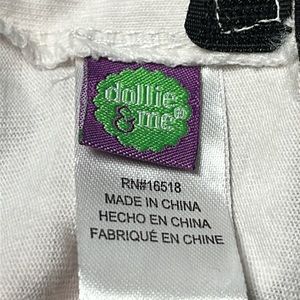 dollie
& me®
RN#16518
MADE IN CHINA
HECHO EN CHINA
FABRIQUÉ EN CHINE